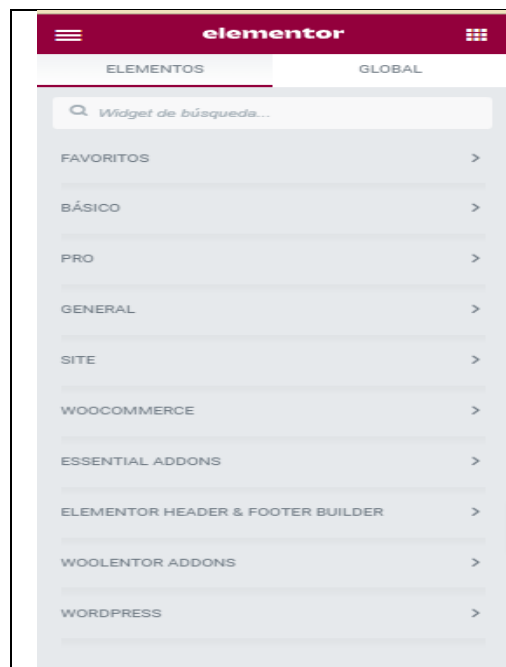 elementor
ELEMENTOS GLOBAL
Widget de búsqueda...
FAVORITOS
BÁSICO
PRO
GENERAL
SITE
WOOCOMMERCE
ESSENTIAL ADDONS
ELEMENTOR HEADER & FOOTER BUILDER
WOOLENTOR ADDONS
WORDPRESS